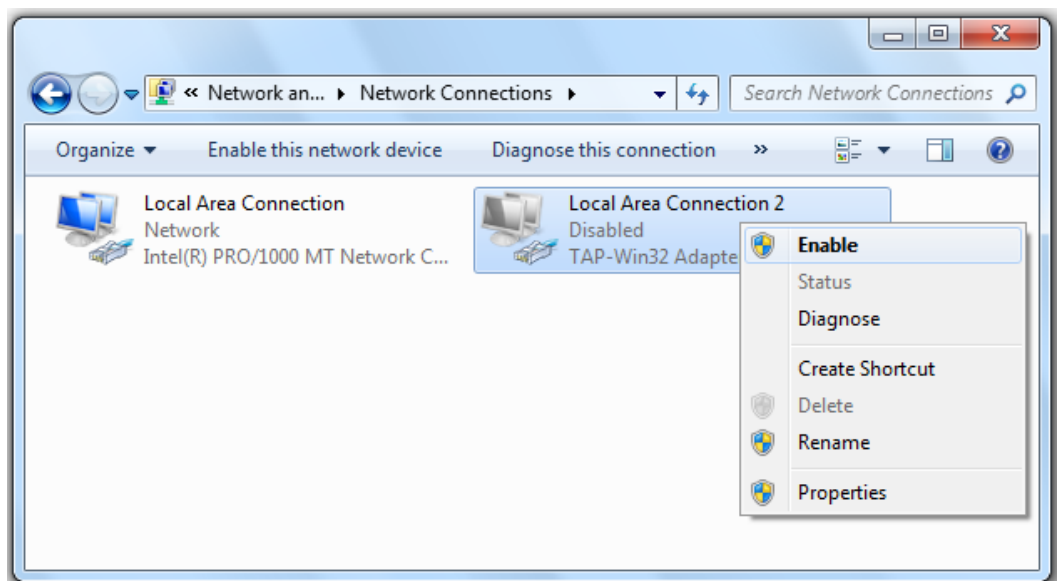 « Network an... ▸ Network Connections ▸ Search Network Connections
Organize Enable this network device Diagnose this connection »
Local Area Connection
Network
Intel(R) PRO/1000 MT Network C...
Local Area Connection 2
Disabled
TAP-Win32 Adapte
Enable
Status
Diagnose
Create Shortcut
Delete
Rename
Properties